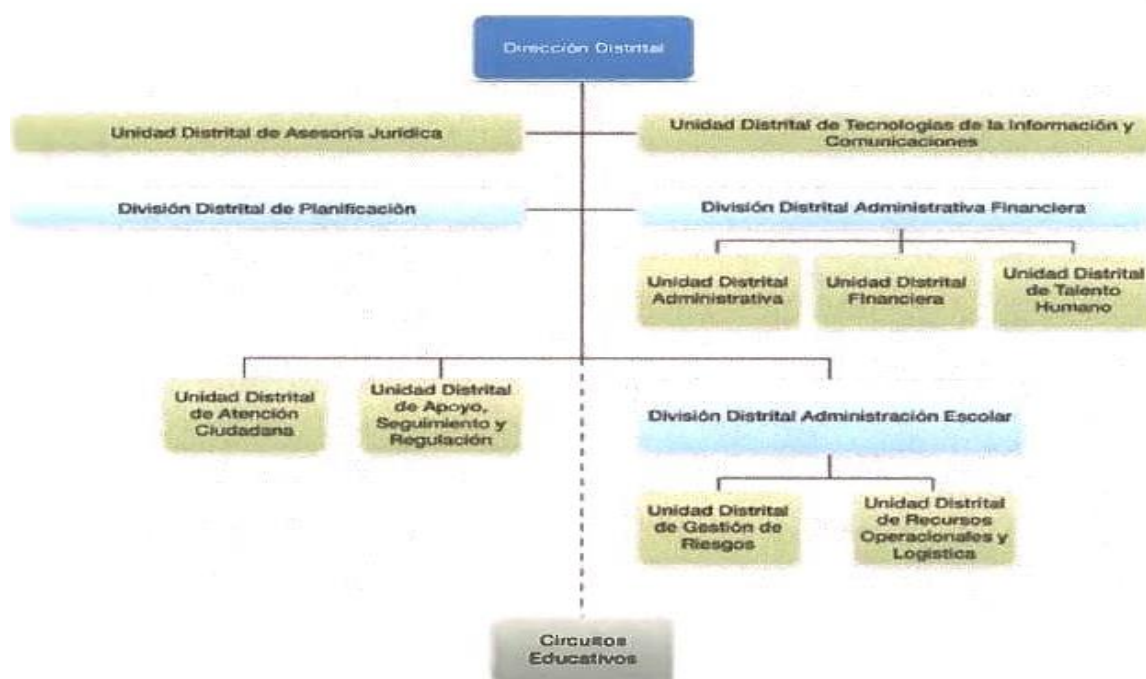 Dirección Distrital
Unidad Distrital de Asesoría Jurídica
Unidad Distrital de Tecnologías de la Información y
Comunicaciones
División Distrital de Planificación
División Distrital Administrativa Financiera
Unidad Distrital
Administrativa
Unidad Distrital
Financiera
Unidad Distrital
de Talento
Humano
Unidad Distrital
de Atención
Ciudadana
Unidad Distrital
de Apoyo,
Seguimiento y
Regulación
División Distrital Administración Escolar
Unidad Distrital
de Gestión de
Riesgos
Unidad Distrital
de Recursos
Operacionales y
Logística
Circuitos
Educativos